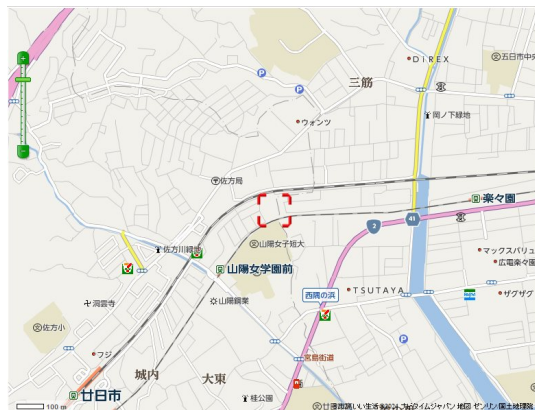 DiREX
五日市中央
三筋
岡ノ下緑地
ウォンツ
佐方局
楽々園
2
41
山陽女子短大
佐方川緑地
マックスバリュ
山陽女学園前
広電楽々園
西隅の浜
TSUTAYA
ザグザグ
洞雲寺
山陽鋼業
佐方小
フジ
宮島街道
城内
大東
廿日市
桂公園
100 m